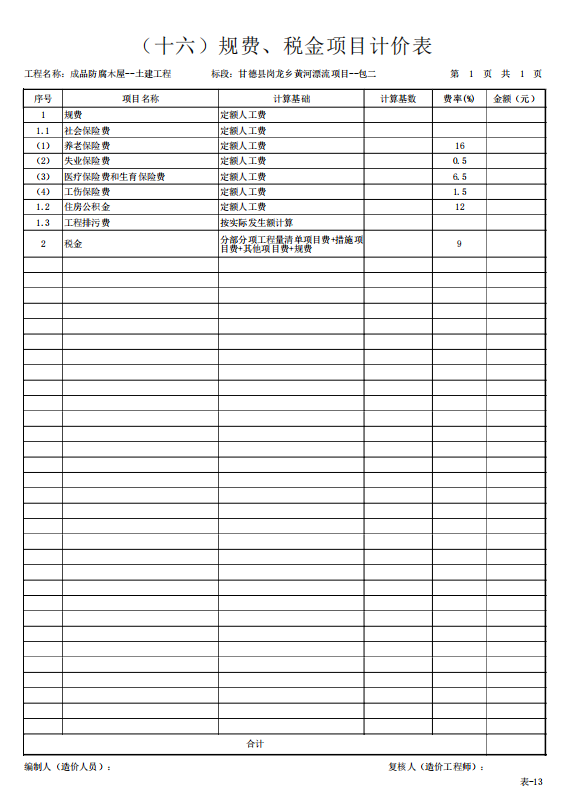 （十六）规费、税金项目计价表
工程名称: 成品防腐木屋--土建工程 标段: 甘德县岗龙乡黄河漂流项目--包二 第 1 页 共 1 页
序号 项目名称 计算基础 计算基数 费率(%) 金额（元）
1 规费 定额人工费
1.1 社会保险费 定额人工费
（1） 养老保险费 定额人工费 16
（2） 失业保险费 定额人工费 0.5
（3） 医疗保险费和生育保险费 定额人工费 6.5
（4） 工伤保险费 定额人工费 1.5
1.2 住房公积金 定额人工费 12
1.3 工程排污费 按实际发生额计算
2 税金 分部分项工程量清单项目费+措施项
目费+其他项目费+规费 9
合计
编制人（造价人员）： 复核人（造价工程师）：
表-13